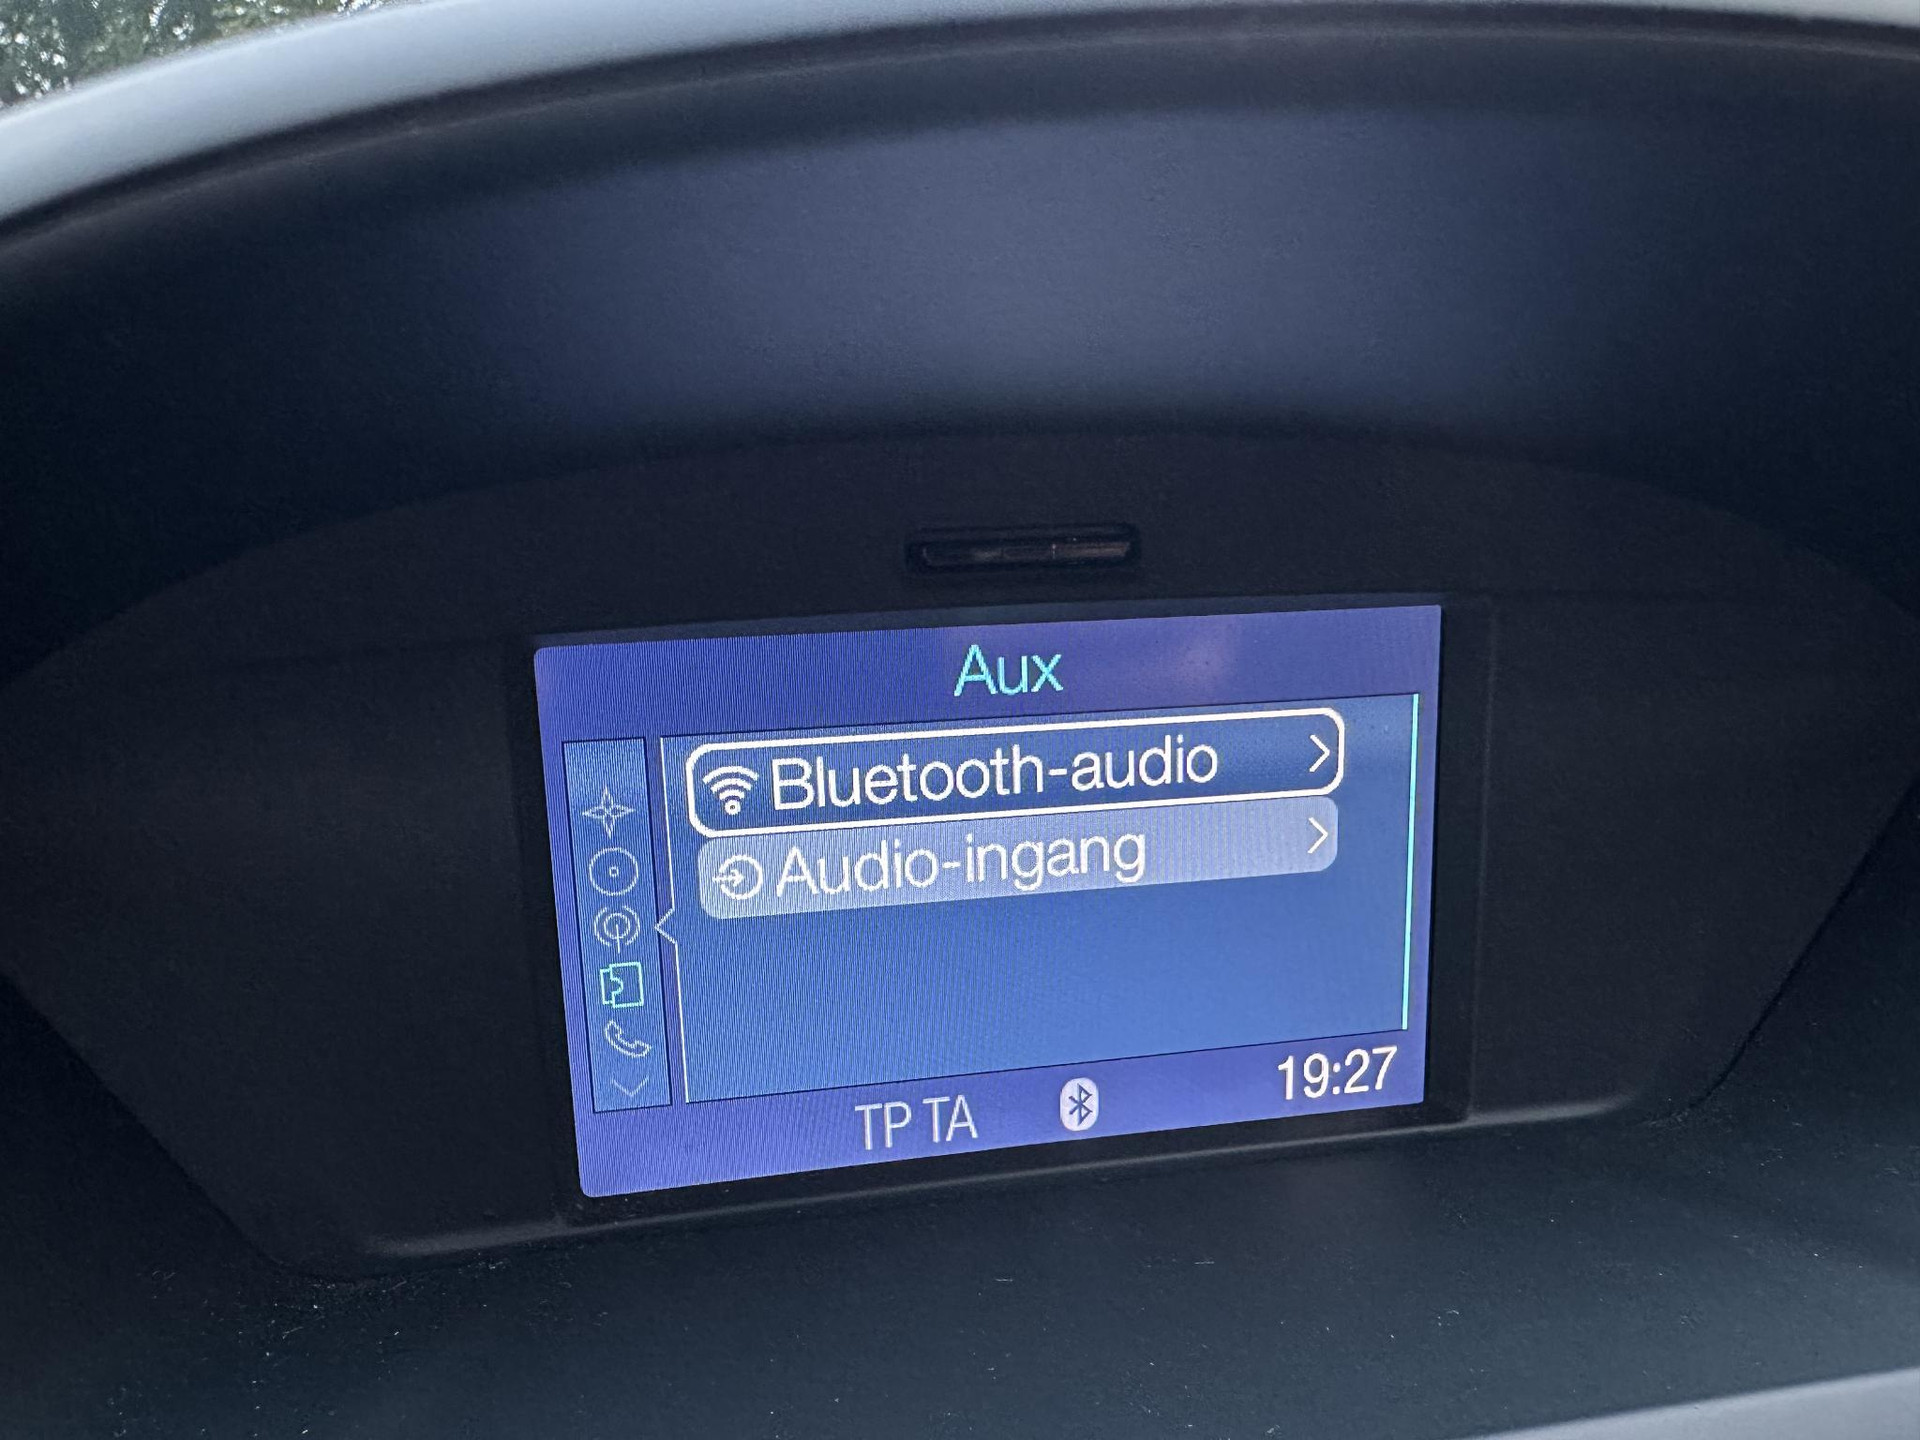 Aux
Bluetooth-audio
Audio-ingang
TP TA 19:27